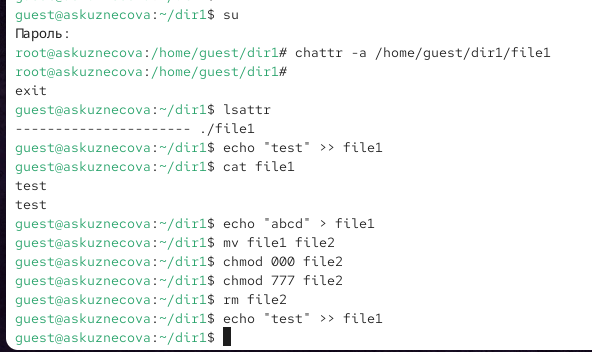 guest@askuznecova:~/dir1$ su
Пароль:
root@askuznecova:/home/guest/dir1# chattr -a /home/guest/dir1/file1
root@askuznecova:/home/guest/dir1#
exit
guest@askuznecova:~/dir1$ lsattr
---------------------- ./file1
guest@askuznecova:~/dir1$ echo "test" >> file1
guest@askuznecova:~/dir1$ cat file1
test
test
guest@askuznecova:~/dir1$ echo "abcd" > file1
guest@askuznecova:~/dir1$ mv file1 file2
guest@askuznecova:~/dir1$ chmod 000 file2
guest@askuznecova:~/dir1$ chmod 777 file2
guest@askuznecova:~/dir1$ rm file2
guest@askuznecova:~/dir1$ echo "test" >> file1
guest@askuznecova:~/dir1$